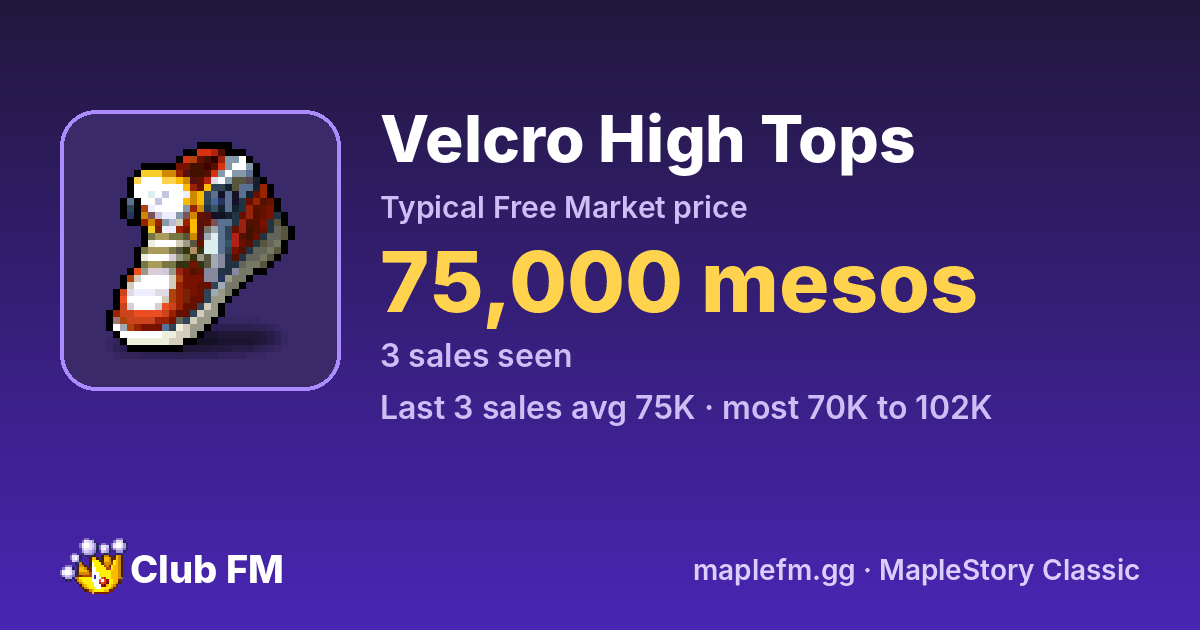 Velcro High Tops
Typical Free Market price
75,000 mesos
3 sales seen
Last 3 sales avg 75K · most 70K to 102K
Club FM
maplefm.gg · MapleStory Classic